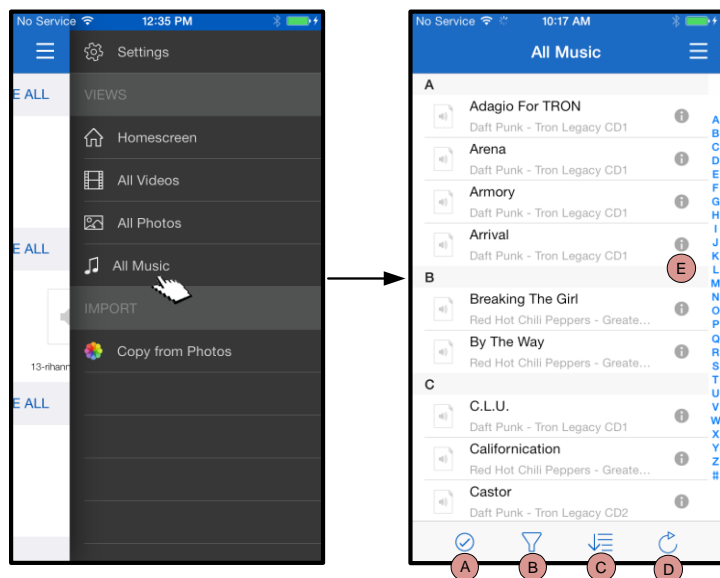 No Service 12:35 PM
Settings
E ALL
VIEWS
Homescreen
All Videos
All Photos
E ALL
All Music
IMPORT
Copy from Photos
13-rihann
E ALL
No Service 10:17 AM
All Music
A
Adagio For TRON
Daft Punk - Tron Legacy CD1
Arena
Daft Punk - Tron Legacy CD1
Armory
Daft Punk - Tron Legacy CD1
Arrival
Daft Punk - Tron Legacy CD1
E
B
Breaking The Girl
Red Hot Chili Peppers - Greate...
By The Way
Red Hot Chili Peppers - Greate...
C
C.L.U.
Daft Punk - Tron Legacy CD1
Californication
Red Hot Chili Peppers - Greate...
Castor
Daft Punk - Tron Legacy CD2
A
B
C
D
E
F
G
H
I
J
K
L
M
N
O
P
Q
R
S
T
U
V
W
X
Y
Z
#
A B C D